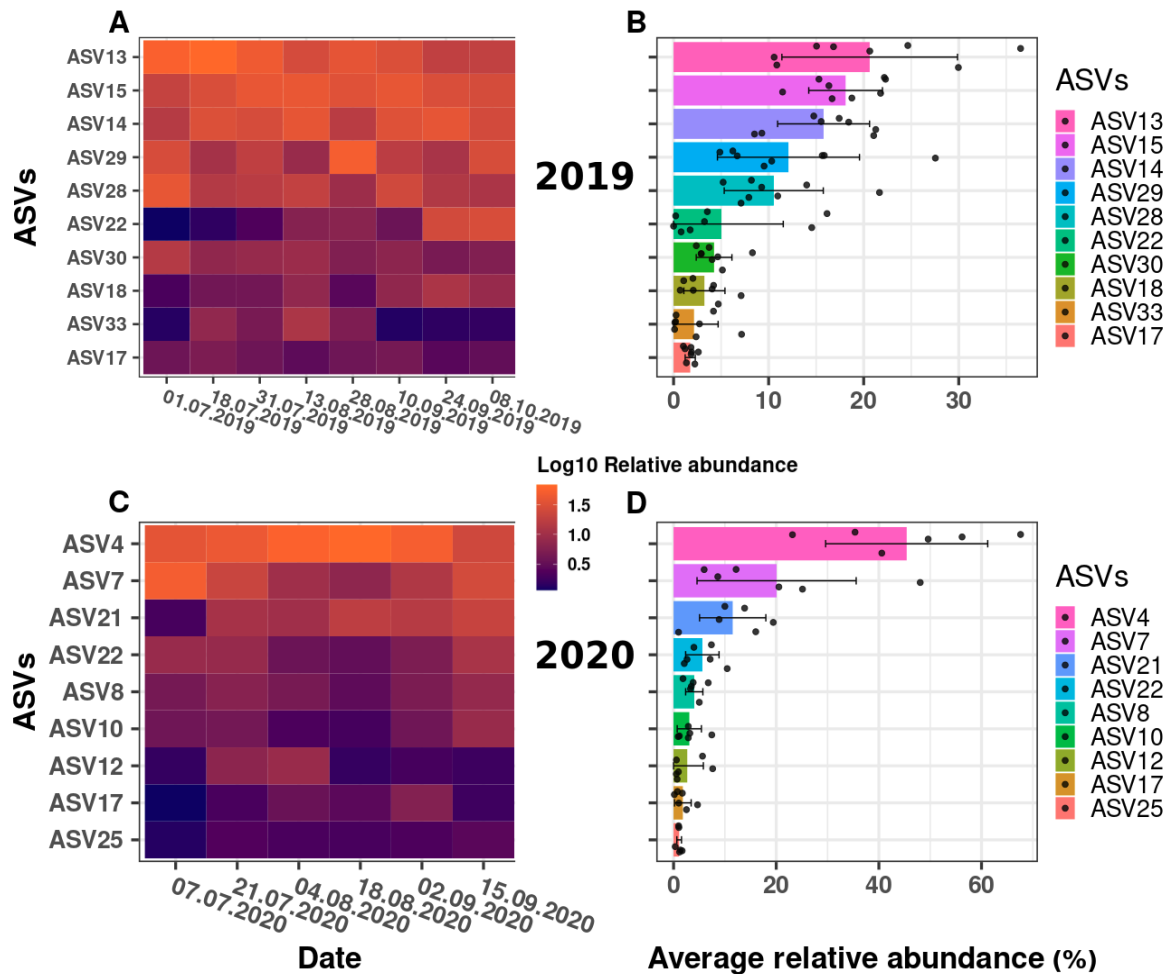 A
ASVs
ASV13
ASV15
ASV14
ASV29
ASV28
ASV22
ASV30
ASV18
ASV33
ASV17
01.07.2019
18.07.2019
31.07.2019
13.08.2019
28.08.2019
10.09.2019
24.09.2019
08.10.2019
2019
B
0
10
20
30
ASVs
ASV13
ASV15
ASV14
ASV29
ASV28
ASV22
ASV30
ASV18
ASV33
ASV17
Log10 Relative abundance
1.5
1.0
0.5
C
ASVs
ASV4
ASV7
ASV21
ASV22
ASV8
ASV10
ASV12
ASV17
ASV25
07.07.2020
21.07.2020
04.08.2020
18.08.2020
02.09.2020
15.09.2020
Date
2020
D
0
20
40
60
Average relative abundance (%)
ASVs
ASV4
ASV7
ASV21
ASV22
ASV8
ASV10
ASV12
ASV17
ASV25